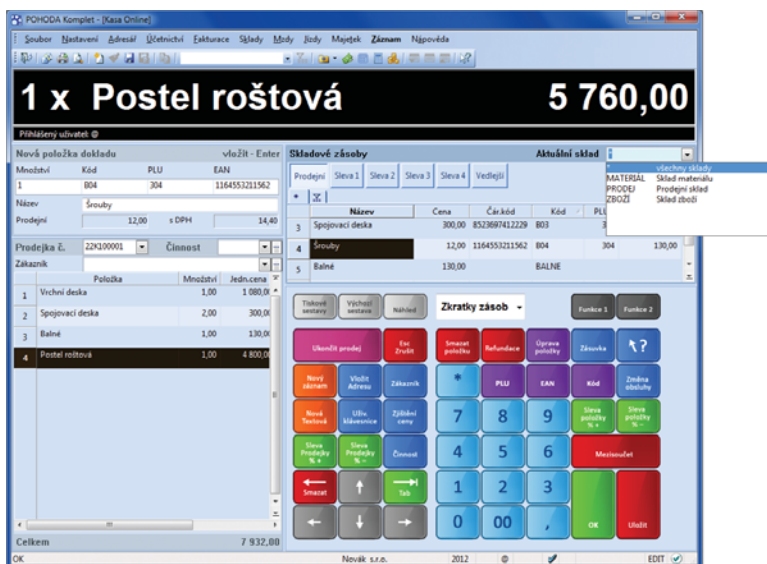 POHODA Komplet - [Kasa Online]
Soubor Nastavení Adresář Účetnictví Fakturace Sklady Mzdy Jízdy Majetek Záznam Nápověda
1 x Postel roštová 5 760,00
Přihlášený uživatel: @
Nová položka dokladu vložit - Enter
Množství Kód PLU EAN
1 B04 304 1164553211562
Název Šrouby
Prodejní 12,00 s DPH 14,40
Prodejka č. 22K100001 Činnost
Zákazník
Položka Množství Jedn.cena
1 Vrchní deska 1,00 1 080,0
2 Spojovací deska 2,00 300,0
3 Balné 1,00 130,0
4 Postel roštová 1,00 4 800,0
Celkem 7 932,00
Skladové zásoby Aktuální sklad *
* všechny sklady
MATERIÁL Sklad materiálu
PRODEJ Prodejní sklad
ZBOŽÍ Sklad zboží
Prodejní Sleva 1 Sleva 2 Sleva 3 Sleva 4 Vedlejší
Název Cena Čár.kód Kód PLU
3 Spojovací deska 300,00 8523697412229 B03 3
4 Šrouby 12,00 1164553211562 B04 304 130,00
5 Balné 130,00 BALNE
Tiskové sestavy
Výchozí sestava
Náhled
Zkratky zásob
Funkce 1
Funkce 2
Ukončit prodej
Esc Zrušit
Smazat položku
Refundace
Úprava položky
Zásuvka
?
Nový záznam
Vložit Adresu
Zákazník
*
PLU
EAN
Kód
Změna obsluhy
Nová Textová
Uživ. klávesnice
Zjištění ceny
7
8
9
Sleva položky % +
Sleva položky % -
Sleva Prodejky % +
Sleva Prodejky % -
Činnost
4
5
6
Mezisoučet
Smazat
Tab
1
2
3
0
00
,
OK
Uložit
OK Novák s.r.o. 2012 @ EDIT